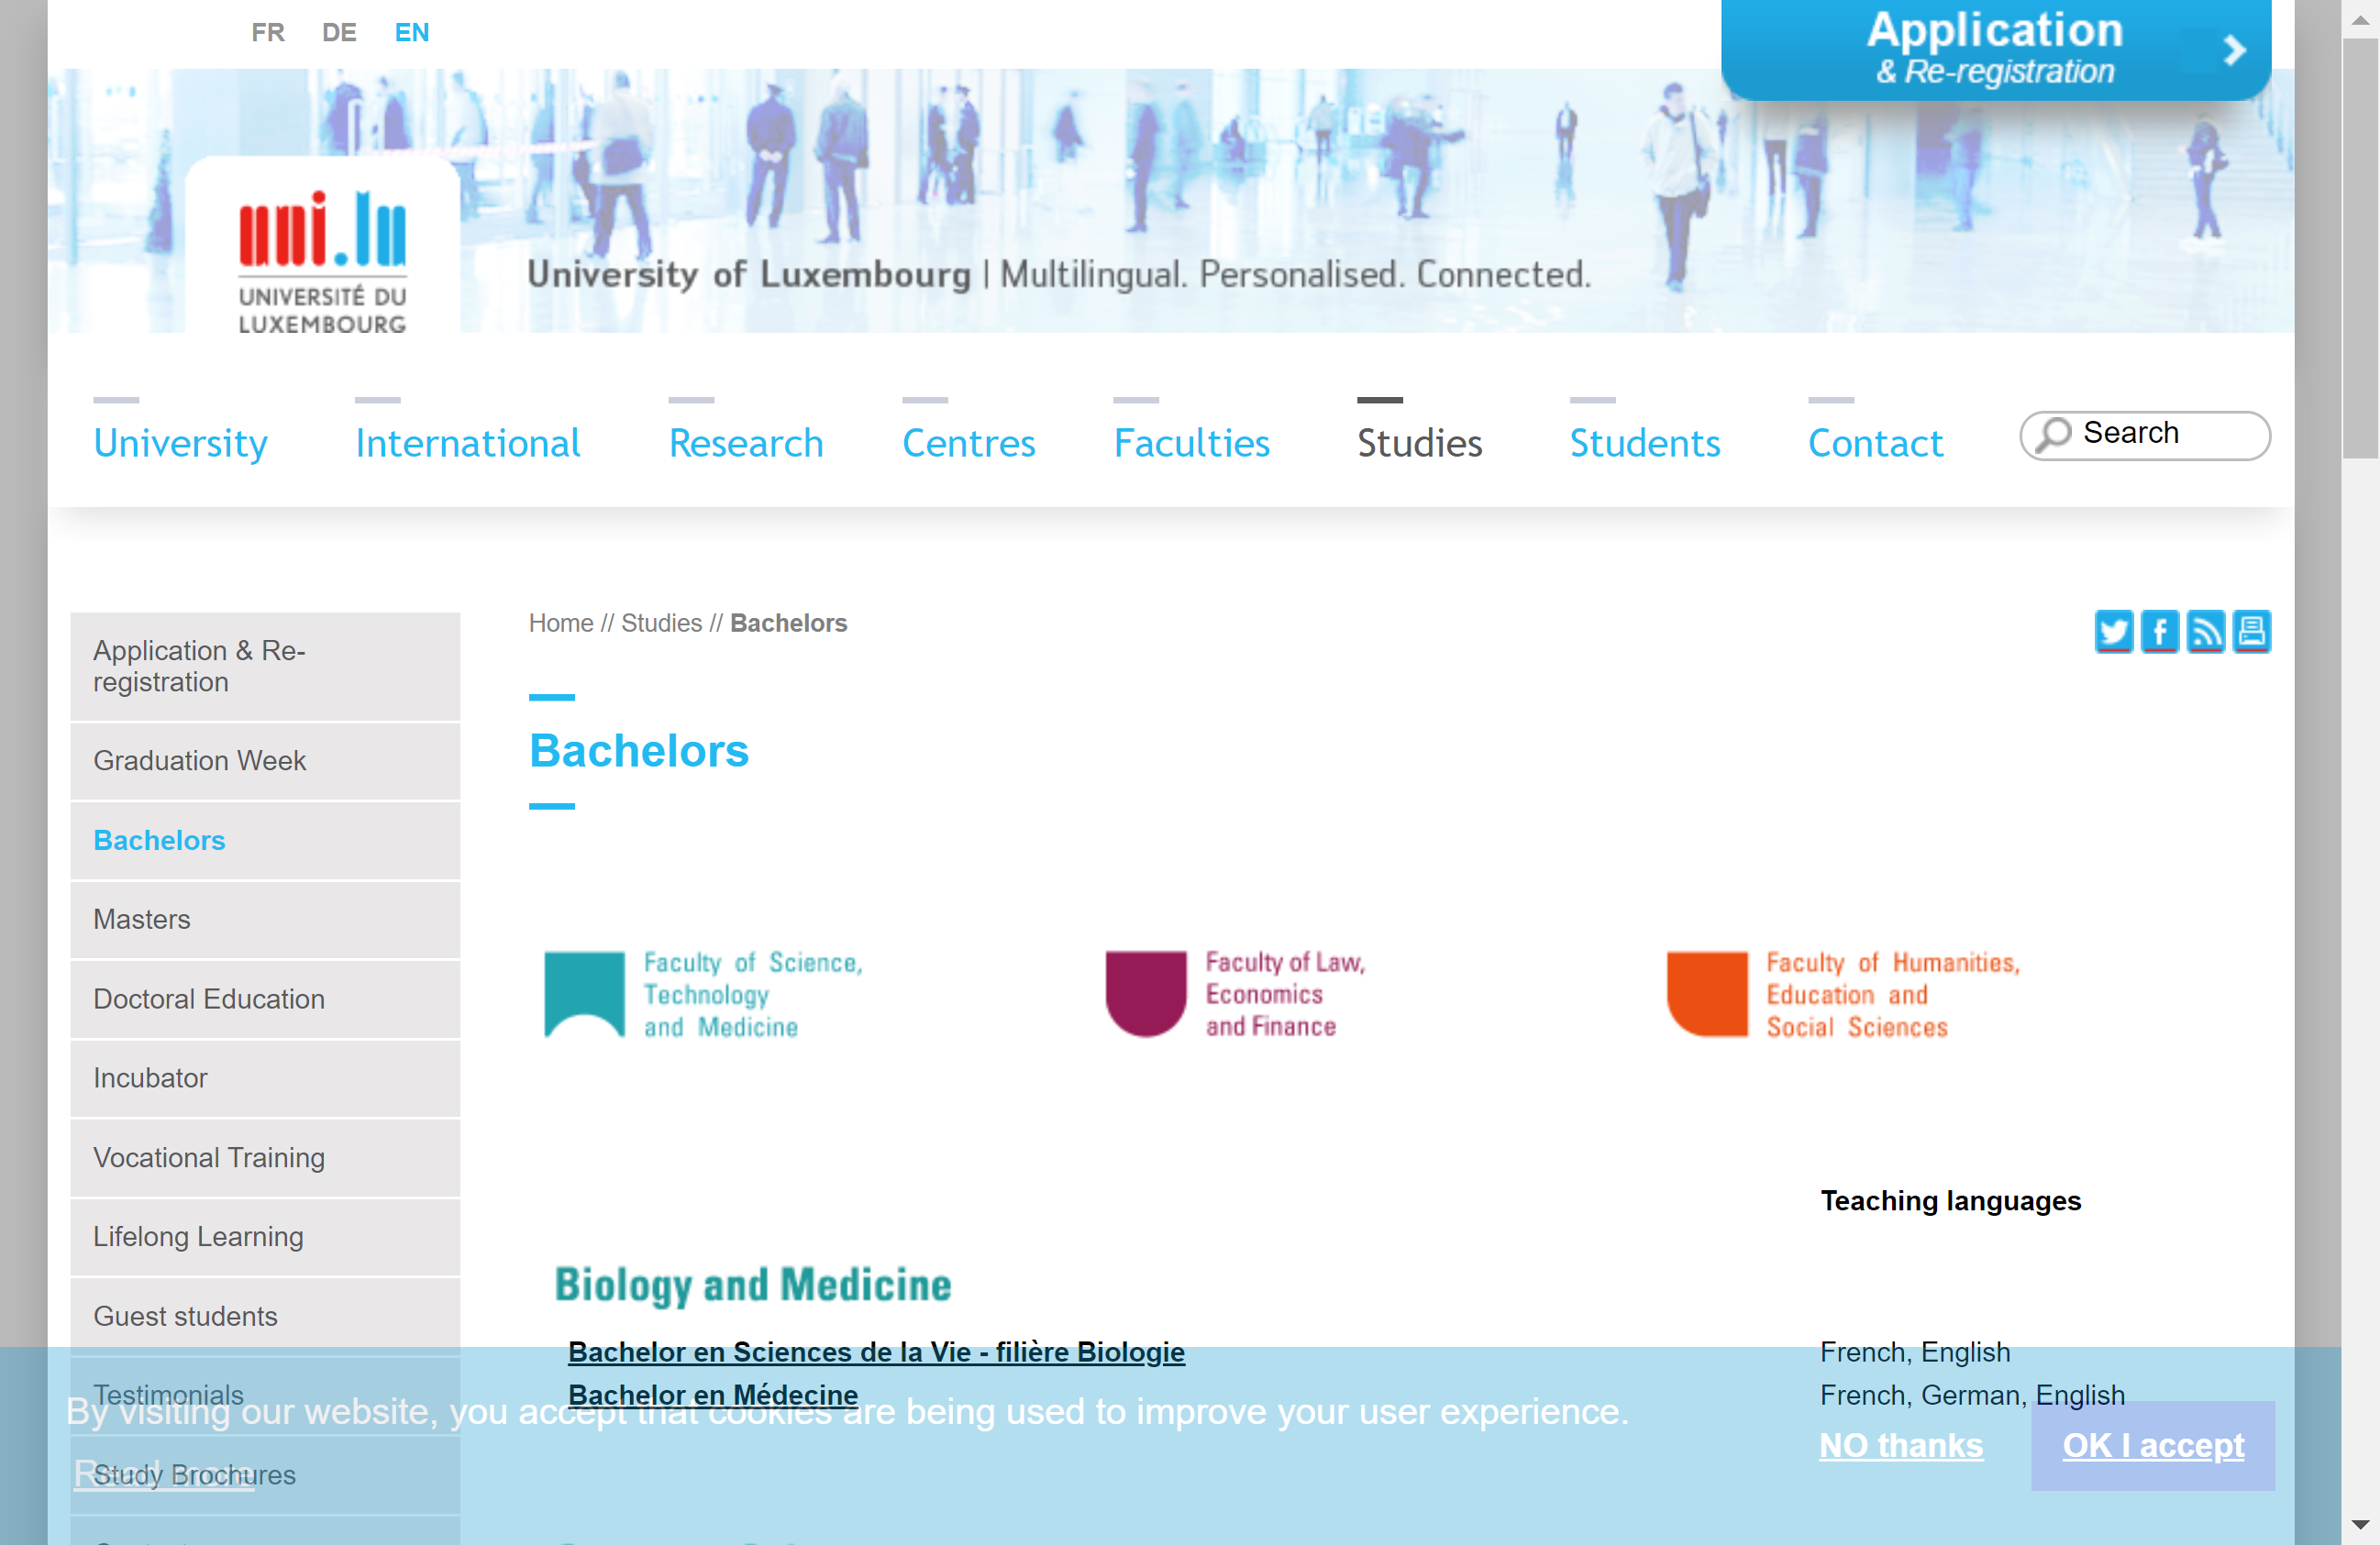 FR DE EN
Application
& Re-registration
uni.lu
UNIVERSITÉ DU
LUXEMBOURG
University of Luxembourg | Multilingual. Personalised. Connected.
University International Research Centres Faculties Studies Students Contact Search
Application & Re-
registration
Graduation Week
Bachelors
Masters
Doctoral Education
Incubator
Vocational Training
Lifelong Learning
Guest students
Testimonials
Study Brochures
Home // Studies // Bachelors
Bachelors
Faculty of Science,
Technology
and Medicine
Faculty of Law,
Economics
and Finance
Faculty of Humanities,
Education and
Social Sciences
Teaching languages
Biology and Medicine
Bachelor en Sciences de la Vie - filière Biologie French, English
Bachelor en Médecine French, German, English
By visiting our website, you accept that cookies are being used to improve your user experience.
Read more
NO thanks
OK I accept